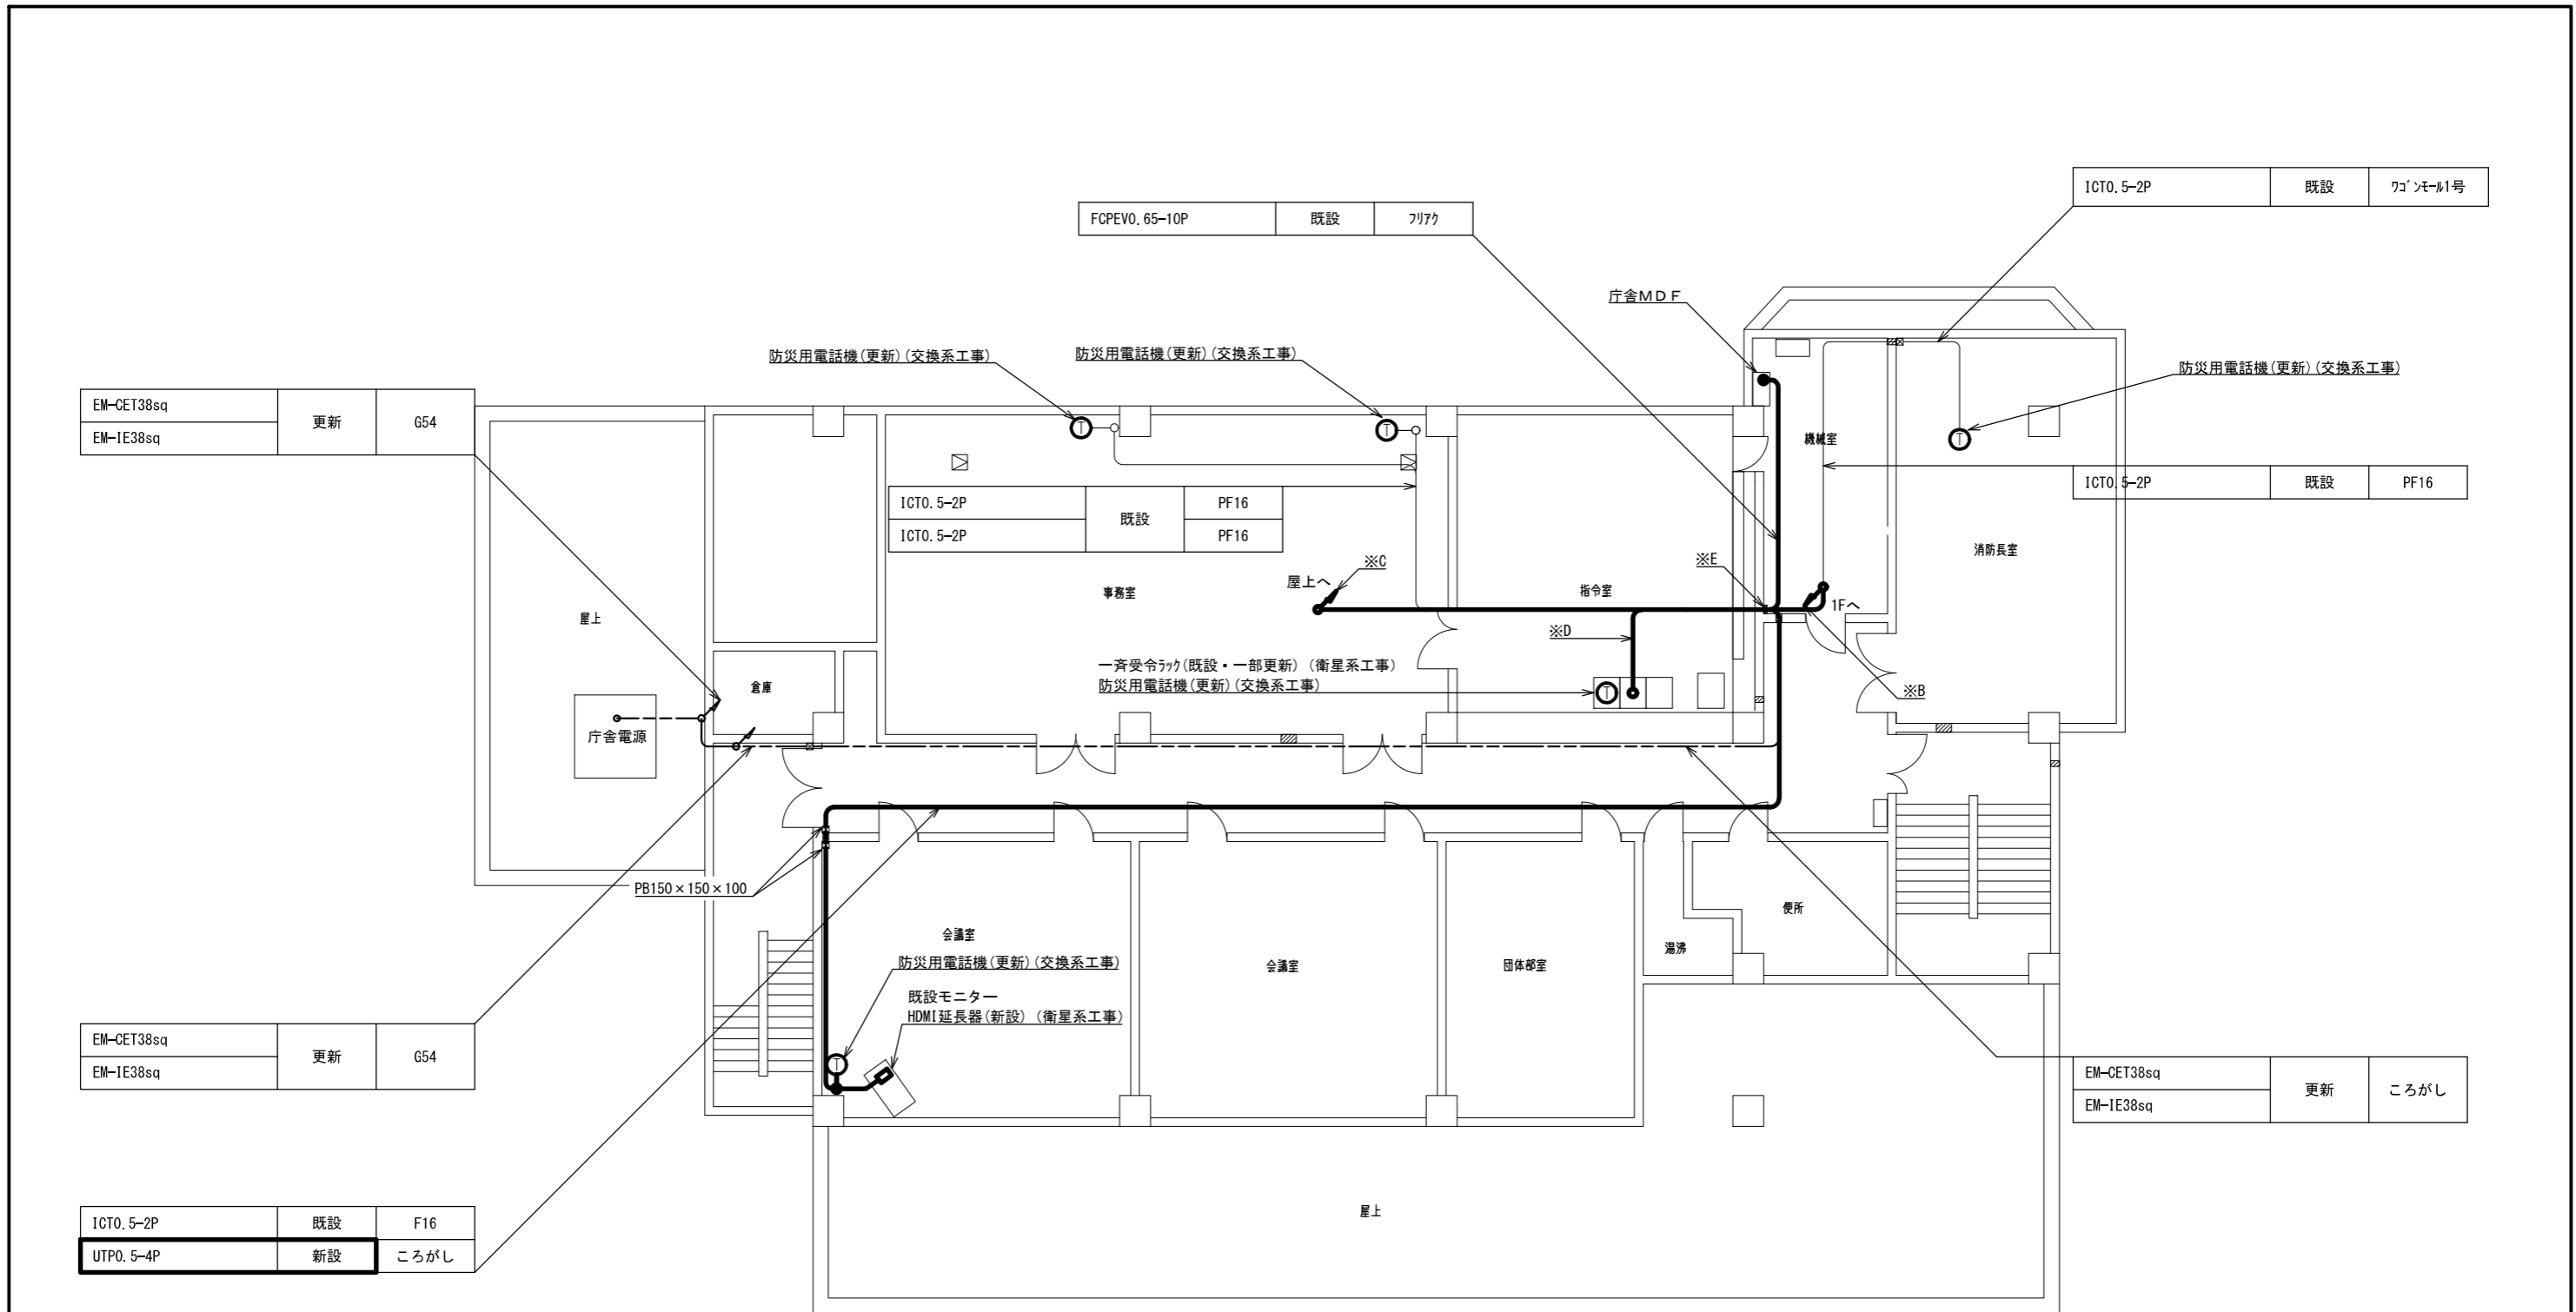 ICT0.5-2P 既設 ﾜｺﾞﾝﾓｰﾙ1号
FCPEV0.65-10P 既設 ﾌﾘｱｸ
庁舎ＭＤＦ
防災用電話機(更新)(交換系工事)
防災用電話機(更新)(交換系工事)
防災用電話機(更新)(交換系工事)
EM-CET38sq 更新 G54
EM-IE38sq
機械室
ICT0.5-2P 既設 PF16
ICT0.5-2P 既設 PF16
ICT0.5-2P PF16
消防長室
※C
※E
屋上へ
事務室
指令室
1Fへ
屋上
※D
一斉受令ﾗｯｸ(既設・一部更新)（衛星系工事）
防災用電話機(更新)(交換系工事)
倉庫
※B
庁舎電源
PB150×150×100
便所
会議室
湯沸
防災用電話機(更新)(交換系工事)
会議室
団体部室
既設モニター
HDMI延長器(新設)（衛星系工事）
EM-CET38sq 更新 G54
EM-IE38sq
EM-CET38sq 更新 ころがし
EM-IE38sq
ICT0.5-2P 既設 F16
屋上
UTP0.5-4P 新設 ころがし
T
T
T
T
T